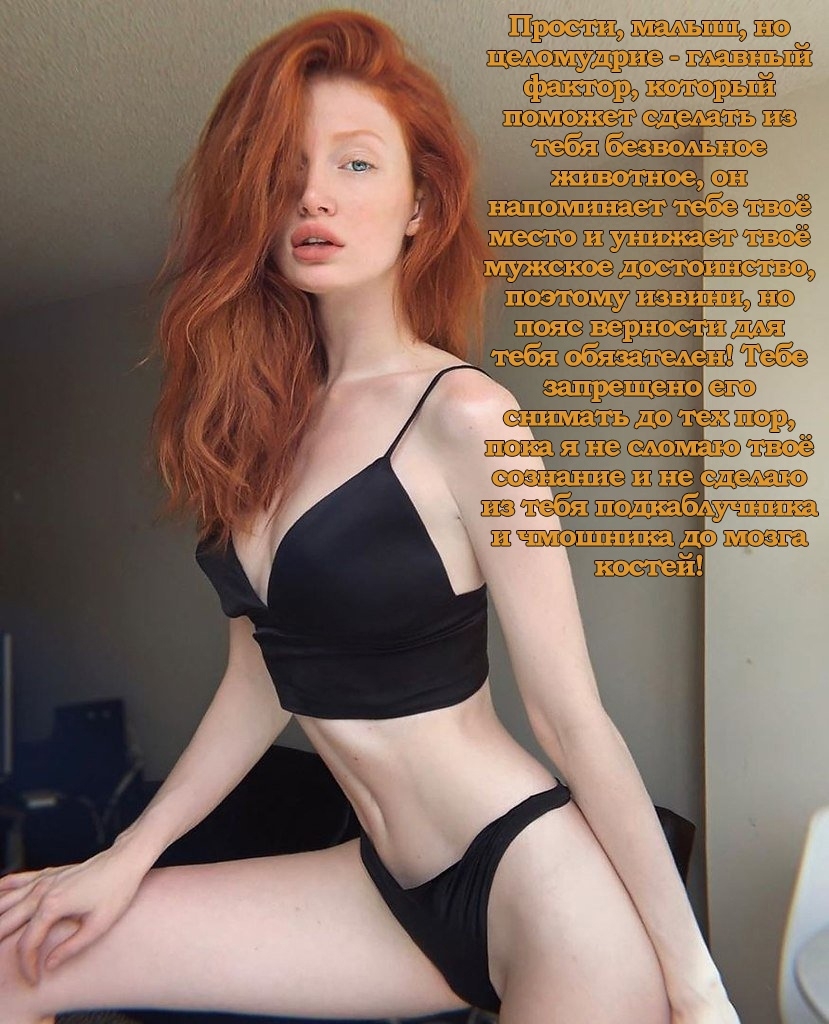 Прости, малыш, но
целомудрие - главный
фактор, который
поможет сделать из
тебя безвольное
животное, он
напоминает тебе твоё
место и унижает твоё
мужское достоинство,
поэтому извини, но
пояс верности для
тебя обязателен! Тебе
запрещено его
снимать до тех пор,
пока я не сломаю твоё
сознание и не сделаю
из тебя подкаблучника
и чмошника до мозга
костей!